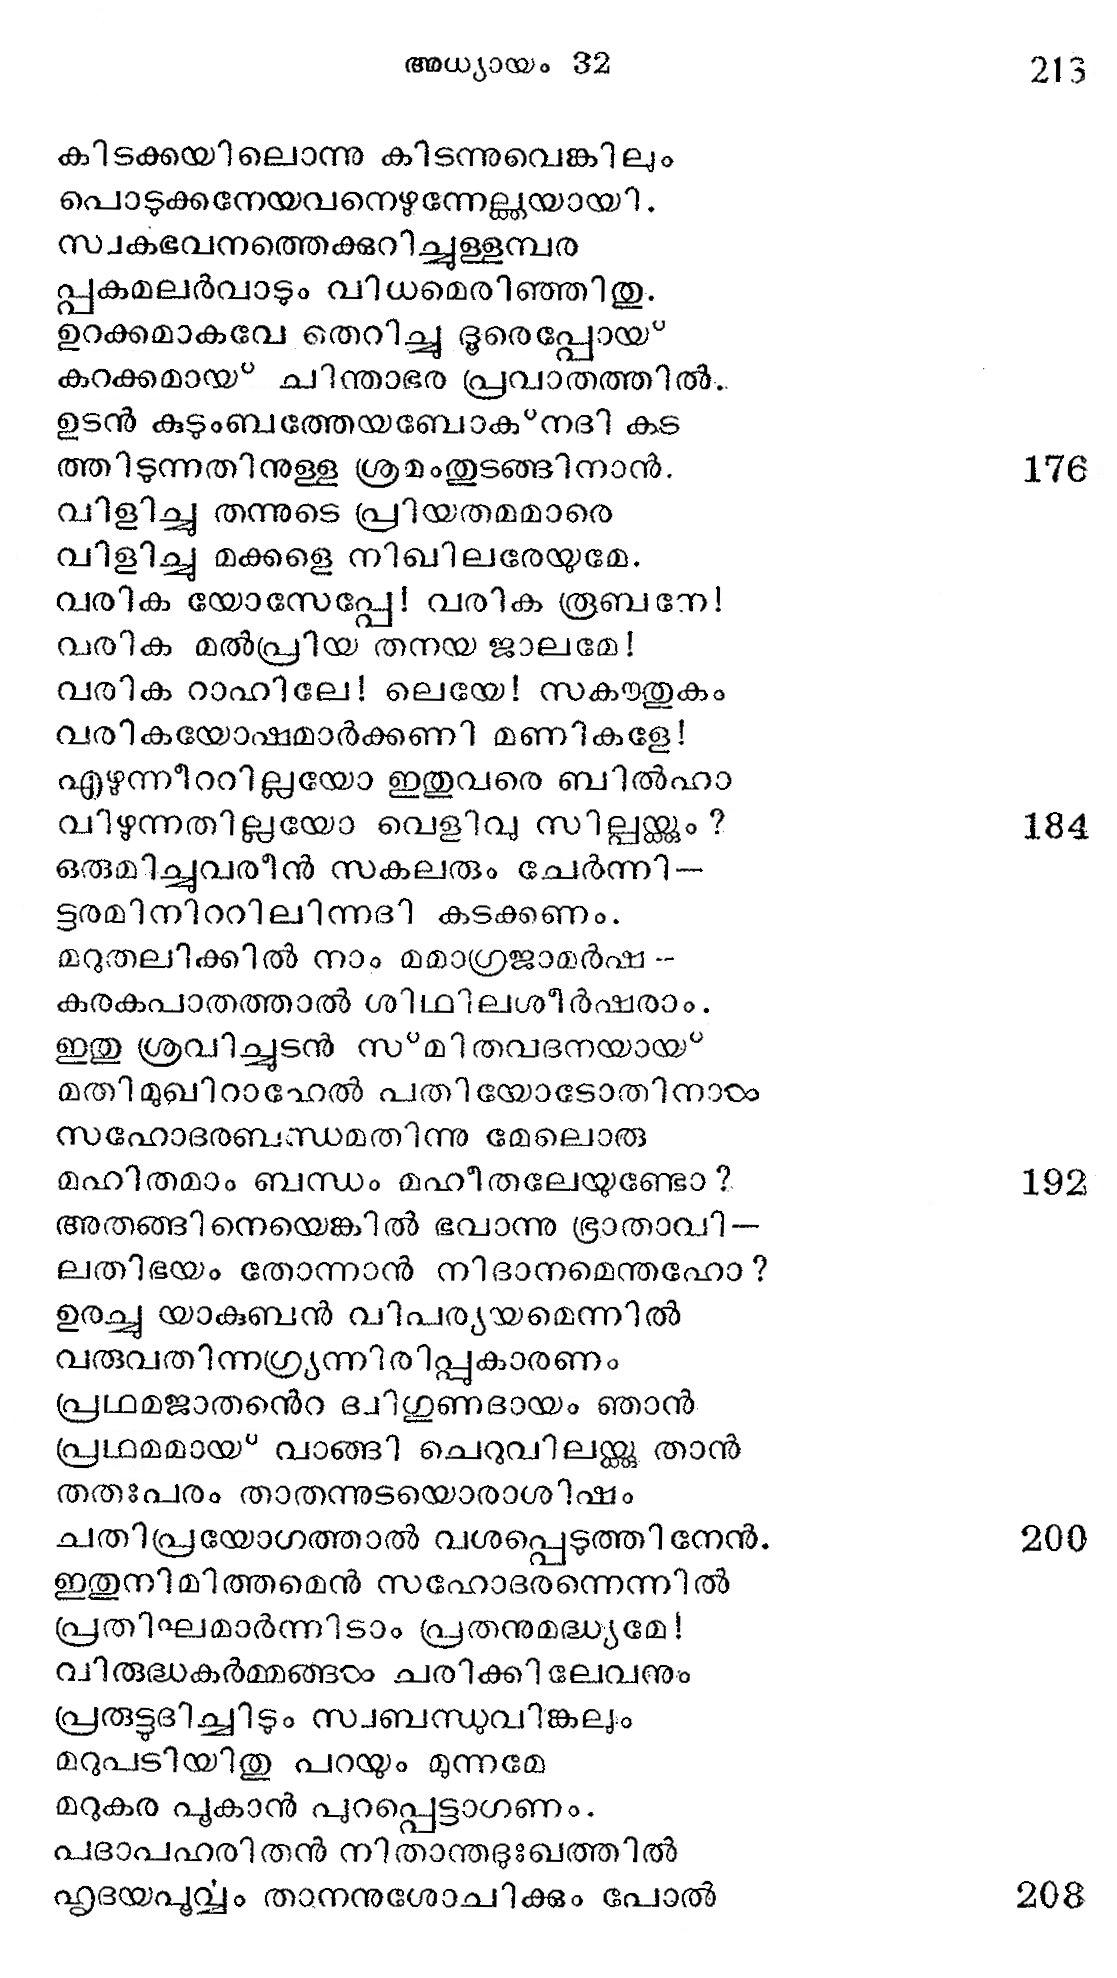 അധ്യായം 32 213
കിടക്കയിലൊന്നു കിടന്നുവെങ്കിലും
പൊടുക്കനേയവനെഴുന്നേല്ലുയായി.
സ്വകഭവനത്തെക്കുറിച്ചുള്ളമ്പര
പ്പകമലർവാടും വിധമെരിഞ്ഞിതു.
ഉറക്കമാകവേ തെറിച്ചു ദൂരെപ്പോയ്
കറക്കമായ് ചിന്താഭര പ്രവാതത്തിൽ.
ഉടൻ കുടുംബത്തേയബോക്നദി കട
ത്തിടുന്നതിനുള്ള ശ്രമംതുടങ്ങിനാൻ. 176
വിളിച്ചു തന്നുടെ പ്രിയതമമാരെ
വിളിച്ചു മക്കളെ നിഖിലരേയുമേ.
വരിക യോസേപ്പേ! വരിക രൂബനേ!
വരിക മൽപ്രിയ തനയ ജാലമേ!
വരിക റാഹിലേ! ലെയേ! സകൗതുകം
വരികയോഷമാർക്കണി മണികളേ!
എഴുന്നീററില്ലയോ ഇതുവരെ ബിൽഹാ
വിഴുന്നതില്ലയോ വെളിവു സില്പയ്ക്കും? 184
ഒരുമിച്ചുവരീൻ സകലരും ചേർന്നി—
ട്ടരമിനിററിലിന്നദി കടക്കണം.
മറുതലിക്കിൽ നാം മമാഗ്രജാമർഷ--
കരകപാതത്താൽ ശിഥിലശീർഷരാം.
ഇതു ശ്രവിച്ചുടൻ സ്മിതവദനയായ്
മതിമുഖിറാഹേൽ പതിയോടോതിനാൾ
സഹോദരബന്ധമതിന്നു മേലൊരു
മഹിതമാം ബന്ധം മഹീതലേയുണ്ടോ? 192
അതങ്ങിനെയെങ്കിൽ ഭവാന്നു ഭ്രാതാവി—
ലതിഭയം തോന്നാൻ നിദാനമെന്തഹോ?
ഉരച്ചു യാകുബൻ വിപര്യയമെന്നിൽ
വരുവതിന്നഗ്ര്യന്നിരിപ്പുകാരണം
പ്രഥമജാതൻെറ ദ്വിഗുണദായം ഞാൻ
പ്രഥമമായ് വാങ്ങി ചെറുവിലയ്ക്കു താൻ
തതഃപരം താതന്നുടയൊരാശിഷം
ചതിപ്രയോഗത്താൽ വശപ്പെടുത്തിനേൻ. 200
ഇതുനിമിത്തമെൻ സഹോദരന്നെന്നിൽ
പ്രതിഘമാർന്നിടാം പ്രതനുമദ്ധ്യമേ!
വിരുദ്ധകർമ്മങ്ങൾ ചരിക്കിലേവനും
പ്രരുട്ടുദിച്ചിടും സ്വബന്ധുവിങ്കലും
മറുപടിയിതു പറയും മുന്നമേ
മറുകര പൂകാൻ പുറപ്പെട്ടാഗണം.
പദാപഹരിതൻ നിതാന്തദുഃഖത്തിൽ
ഹൃദയപൂർവ്വം താനനുശോചിക്കും പോൽ 208